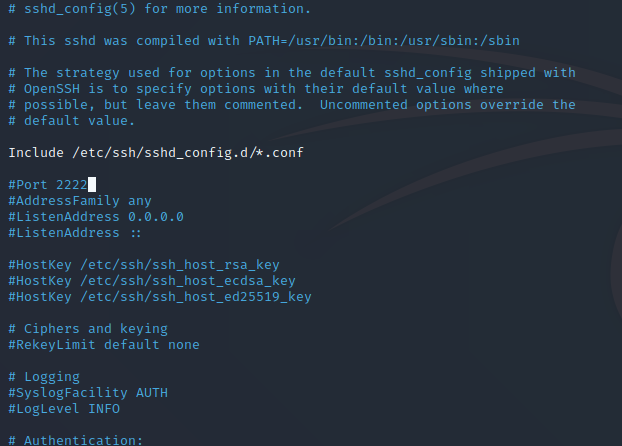 # sshd_config(5) for more information.
# This sshd was compiled with PATH=/usr/bin:/bin:/usr/sbin:/sbin
# The strategy used for options in the default sshd_config shipped with
# OpenSSH is to specify options with their default value where
# possible, but leave them commented.  Uncommented options override the
# default value.
Include /etc/ssh/sshd_config.d/*.conf
#Port 2222
#AddressFamily any
#ListenAddress 0.0.0.0
#ListenAddress ::
#HostKey /etc/ssh/ssh_host_rsa_key
#HostKey /etc/ssh/ssh_host_ecdsa_key
#HostKey /etc/ssh/ssh_host_ed25519_key
# Ciphers and keying
#RekeyLimit default none
# Logging
#SyslogFacility AUTH
#LogLevel INFO
# Authentication: